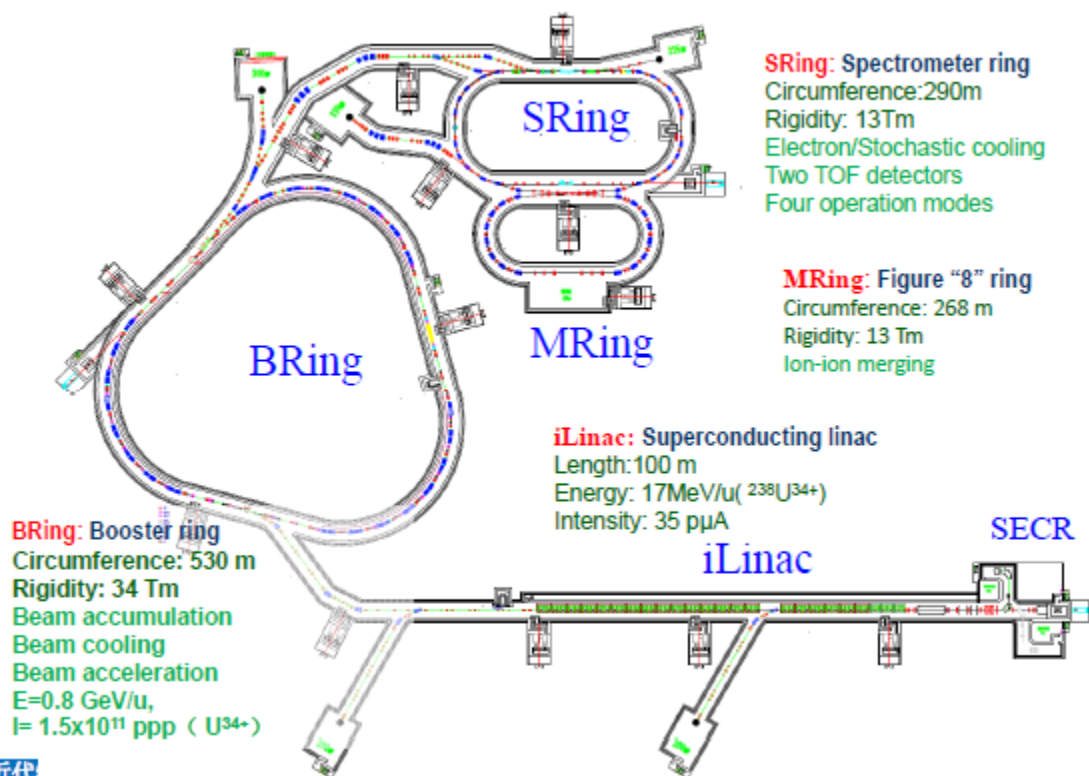 SRing
SRing: Spectrometer ring
Circumference:290m
Rigidity: 13Tm
Electron/Stochastic cooling
Two TOF detectors
Four operation modes
MRing: Figure “8” ring
Circumference: 268 m
Rigidity: 13 Tm
Ion-ion merging
MRing
BRing
iLinac: Superconducting linac
Length:100 m
Energy: 17MeV/u( ²³⁸U³⁴⁺)
Intensity: 35 pµA
SECR
iLinac
BRing: Booster ring
Circumference: 530 m
Rigidity: 34 Tm
Beam accumulation
Beam cooling
Beam acceleration
E=0.8 GeV/u,
I= 1.5x10¹¹ ppp ( U³⁴⁺)